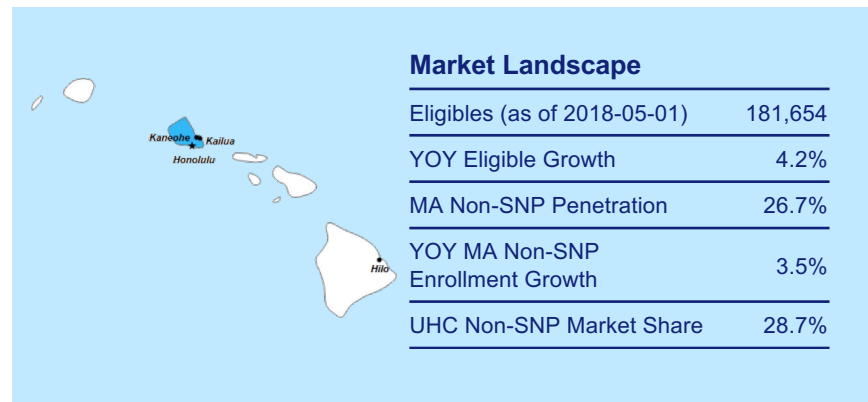 Market Landscape
Eligibles (as of 2018-05-01) 181,654
YOY Eligible Growth 4.2%
MA Non-SNP Penetration 26.7%
YOY MA Non-SNP
Enrollment Growth 3.5%
UHC Non-SNP Market Share 28.7%
Kaneohe
Kailua
Honolulu
Hilo